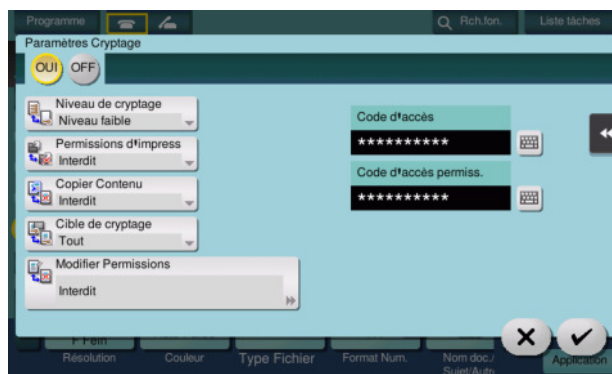 Programme
Rch.fon.
Liste tâches
Paramètres Cryptage
OUI
OFF
Niveau de cryptage
Niveau faible
Permissions d'impress
Interdit
Copier Contenu
Interdit
Cible de cryptage
Tout
Modifier Permissions
Interdit
Code d'accès
**********
Code d'accès permiss.
**********
Résolution
Couleur
Type Fichier
Format Num.
Nom doc./
Sujet/Autr.
Application